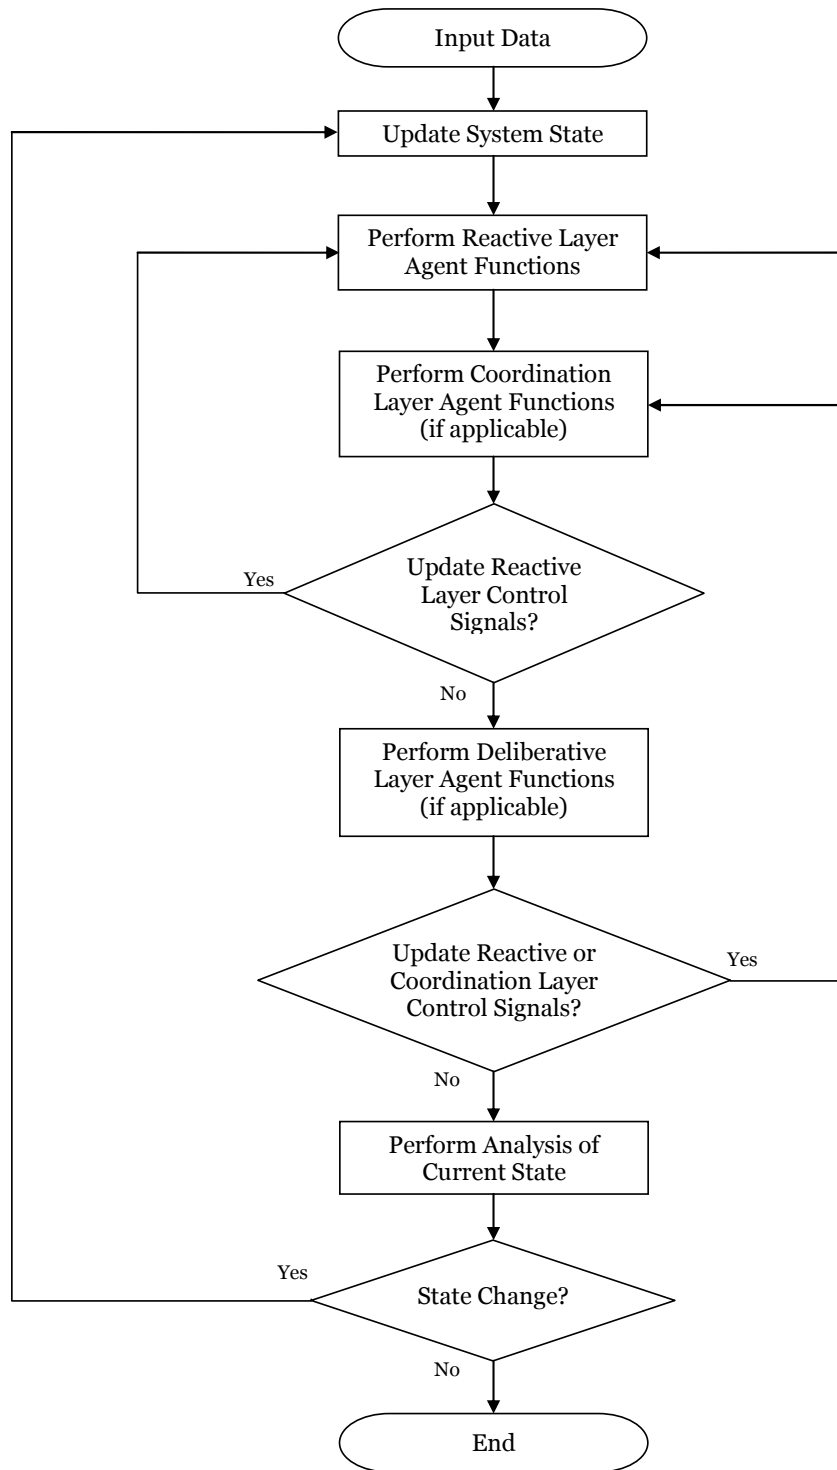 Input Data
Update System State
Perform Reactive Layer
Agent Functions
Perform Coordination
Layer Agent Functions
(if applicable)
Yes
Update Reactive
Layer Control
Signals?
No
Perform Deliberative
Layer Agent Functions
(if applicable)
Update Reactive or
Coordination Layer
Control Signals?
Yes
No
Perform Analysis of
Current State
Yes
State Change?
No
End